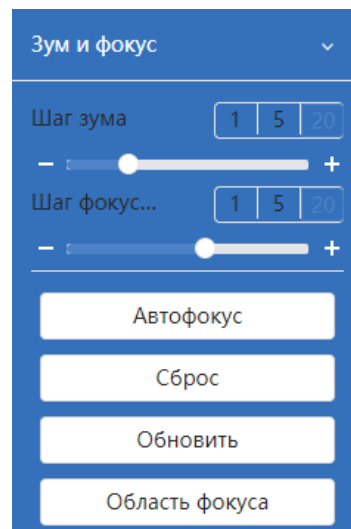 Зум и фокус
Шаг зума 1 5 20
− +
Шаг фокус... 1 5 20
− +
Автофокус
Сброс
Обновить
Область фокуса